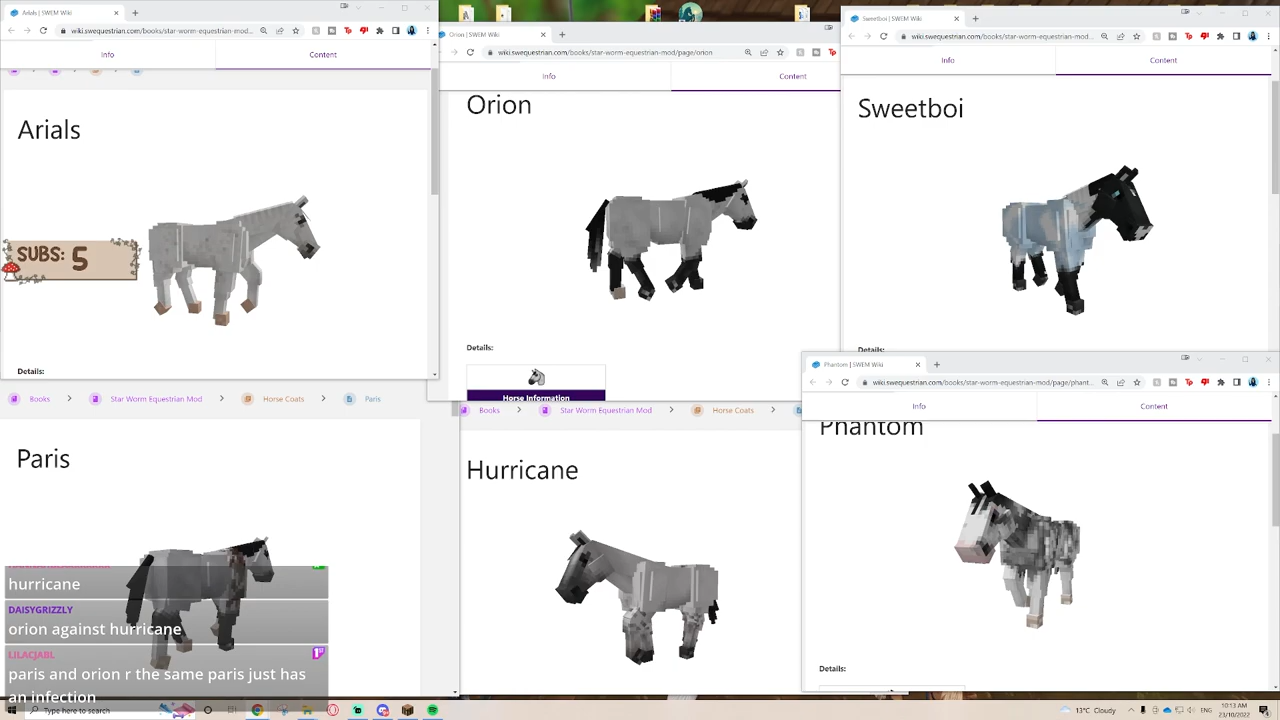 Arials | SWEM Wiki
wiki.swequestrian.com/books/star-worm-equestrian-mod...
Info
Content
Arials
SUBS: 5
Details:
Orion | SWEM Wiki
wiki.swequestrian.com/books/star-worm-equestrian-mod/page/orion
Info
Content
Orion
Details:
Horse Information
Sweetboi | SWEM Wiki
wiki.swequestrian.com/books/star-worm-equestrian-mod...
Info
Content
Sweetboi
Details:
Books
Star Worm Equestrian Mod
Horse Coats
Paris
Paris
hurricane
DAISYGRIZZLY
orion against hurricane
LILACJABL
paris and orion r the same paris just has
an infection
Books
Star Worm Equestrian Mod
Horse Coats
Hurricane
Phantom | SWEM Wiki
wiki.swequestrian.com/books/star-worm-equestrian-mod/page/phant...
Info
Content
Phantom
Details:
Type here to search
13°C Cloudy
ENG
10:13 AM
23/10/2022